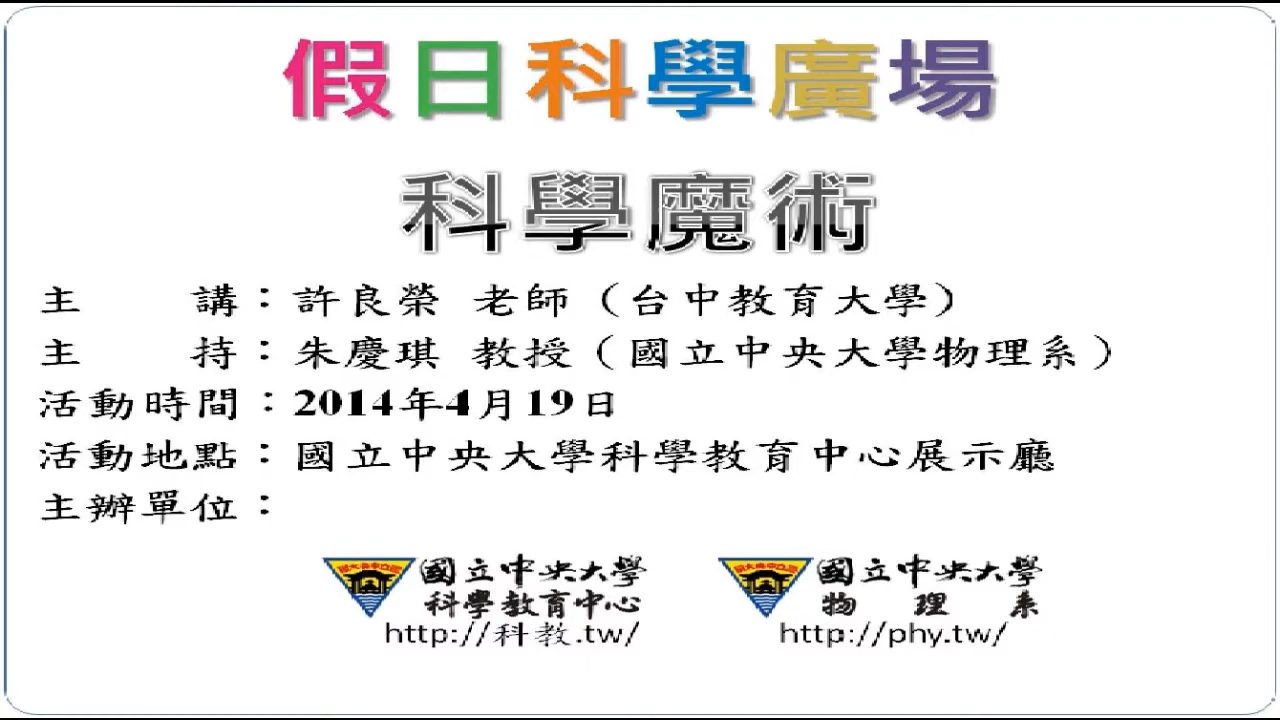 假日科學廣場
科學魔術
主 講：許良榮 老師（台中教育大學）
主 持：朱慶琪 教授（國立中央大學物理系）
活動時間：2014年4月19日
活動地點：國立中央大學科學教育中心展示廳
主辦單位：
國立中央大學
科學教育中心
http://科教.tw/
國立中央大學
物 理 系
http://phy.tw/